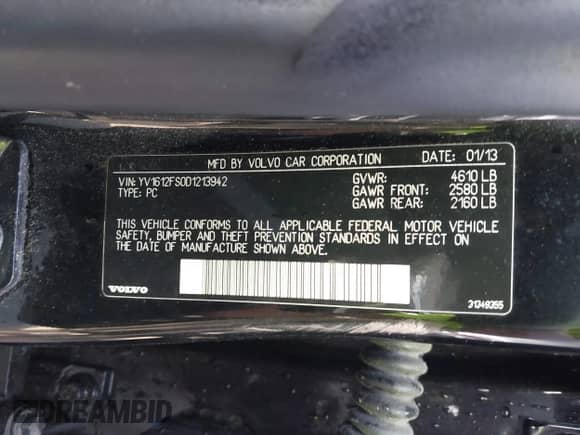 MFD BY VOLVO CAR CORPORATION DATE: 01/13
VIN: YV1612FS0D1213942
TYPE: PC
GVWR: 4610 LB
GAWR FRONT: 2580 LB
GAWR REAR: 2160 LB
THIS VEHICLE CONFORMS TO ALL APPLICABLE FEDERAL MOTOR VEHICLE
SAFETY, BUMPER AND THEFT PREVENTION STANDARDS IN EFFECT ON
THE DATE OF MANUFACTURE SHOWN ABOVE.
VOLVO
31349355
DREAMBID